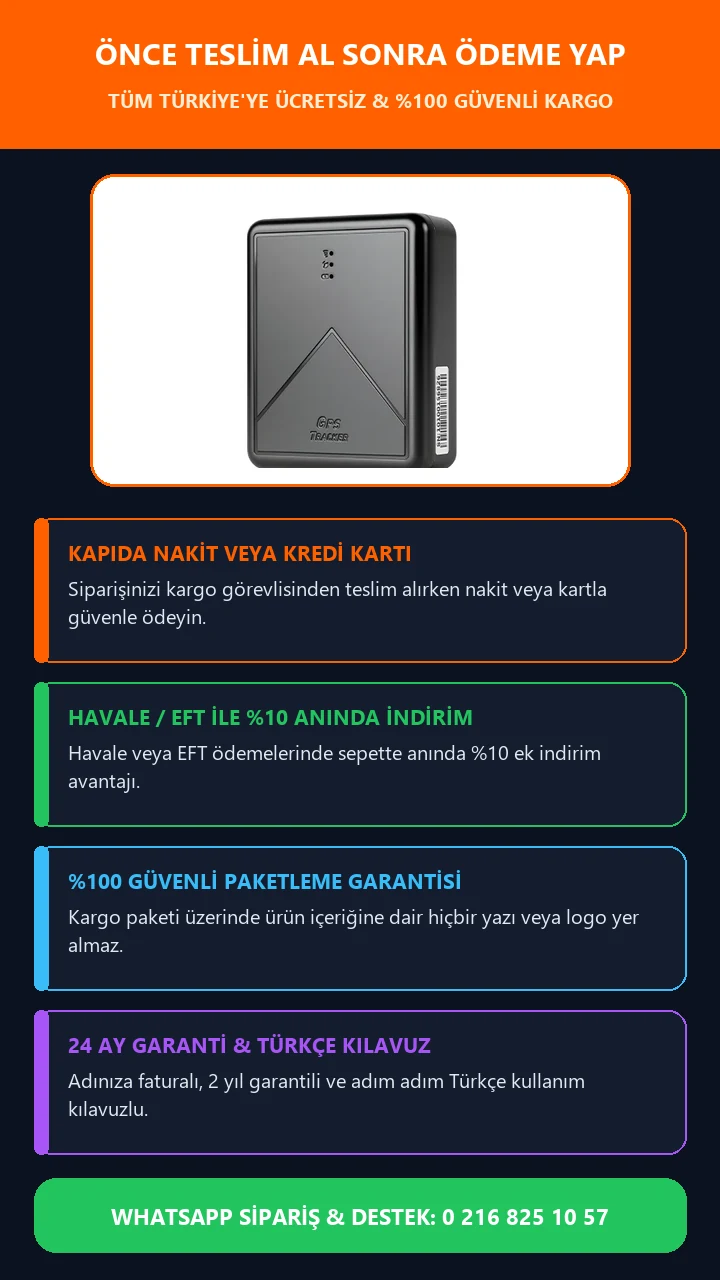 ÖNCE TESLİM AL SONRA ÖDEME YAP
TÜM TÜRKİYE'YE ÜCRETSİZ & %100 GÜVENLİ KARGO
GPS
TRACKER
KAPIDA NAKİT VEYA KREDİ KARTI
Siparişinizi kargo görevlisinden teslim alırken nakit veya kartla
güvenle ödeyin.
HAVALE / EFT İLE %10 ANINDA İNDİRİM
Havale veya EFT ödemelerinde sepette anında %10 ek indirim
avantajı.
%100 GÜVENLİ PAKETLEME GARANTİSİ
Kargo paketi üzerinde ürün içeriğine dair hiçbir yazı veya logo yer
almaz.
24 AY GARANTİ & TÜRKÇE KILAVUZ
Adınıza faturalı, 2 yıl garantili ve adım adım Türkçe kullanım
kılavuzlu.
WHATSAPP SİPARİŞ & DESTEK: 0 216 825 10 57